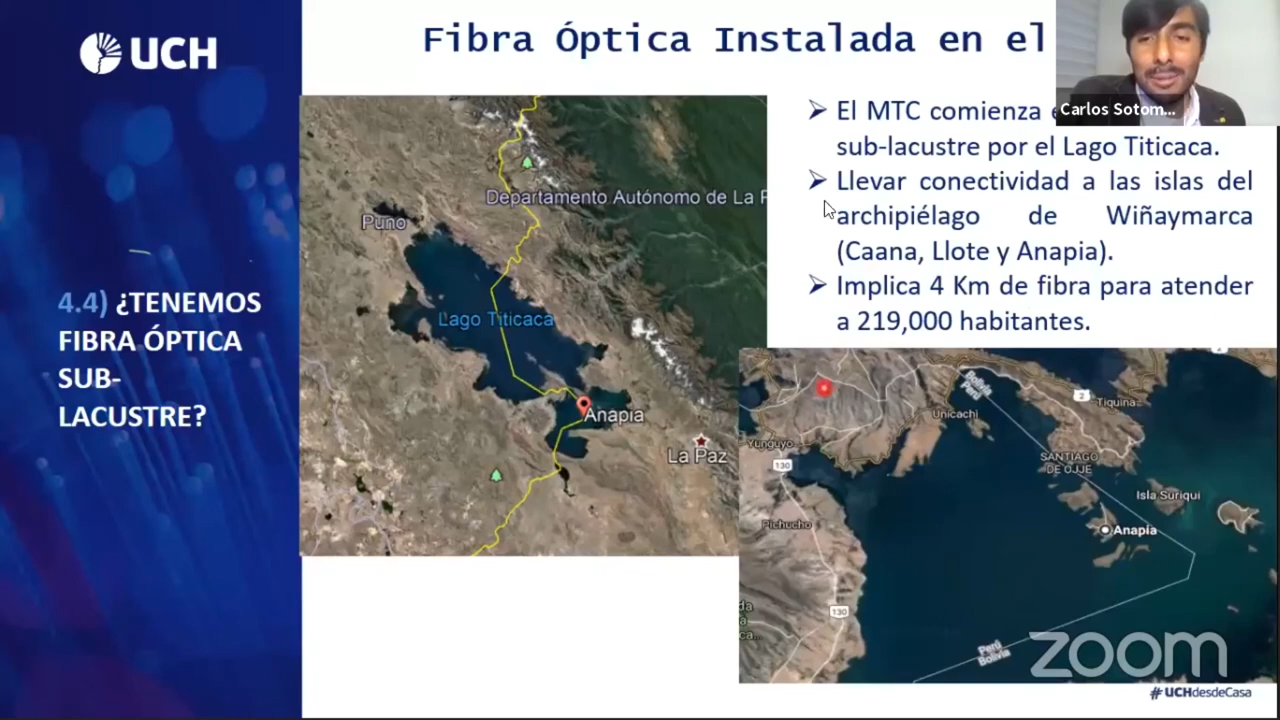 UCH
Fibra Óptica Instalada en el
Carlos Sotom...
El MTC comienza
sub-lacustre por el Lago Titicaca.
Llevar conectividad a las islas del
archipiélago de Wiñaymarca
(Caana, Llote y Anapia).
Implica 4 Km de fibra para atender
a 219,000 habitantes.
4.4) ¿TENEMOS
FIBRA ÓPTICA
SUB-
LACUSTRE?
Departamento Autónomo de La
Puno
Lago Titicaca
Anapia
La Paz
Bolivia
Perú
2
Tiquina
Unicachi
Yunguyo
130
SANTIAGO
DE OJJE
Isla Suriqui
Pichucho
Anapia
130
Perú
Bolivia
zoom
#UCHdesdeCasa